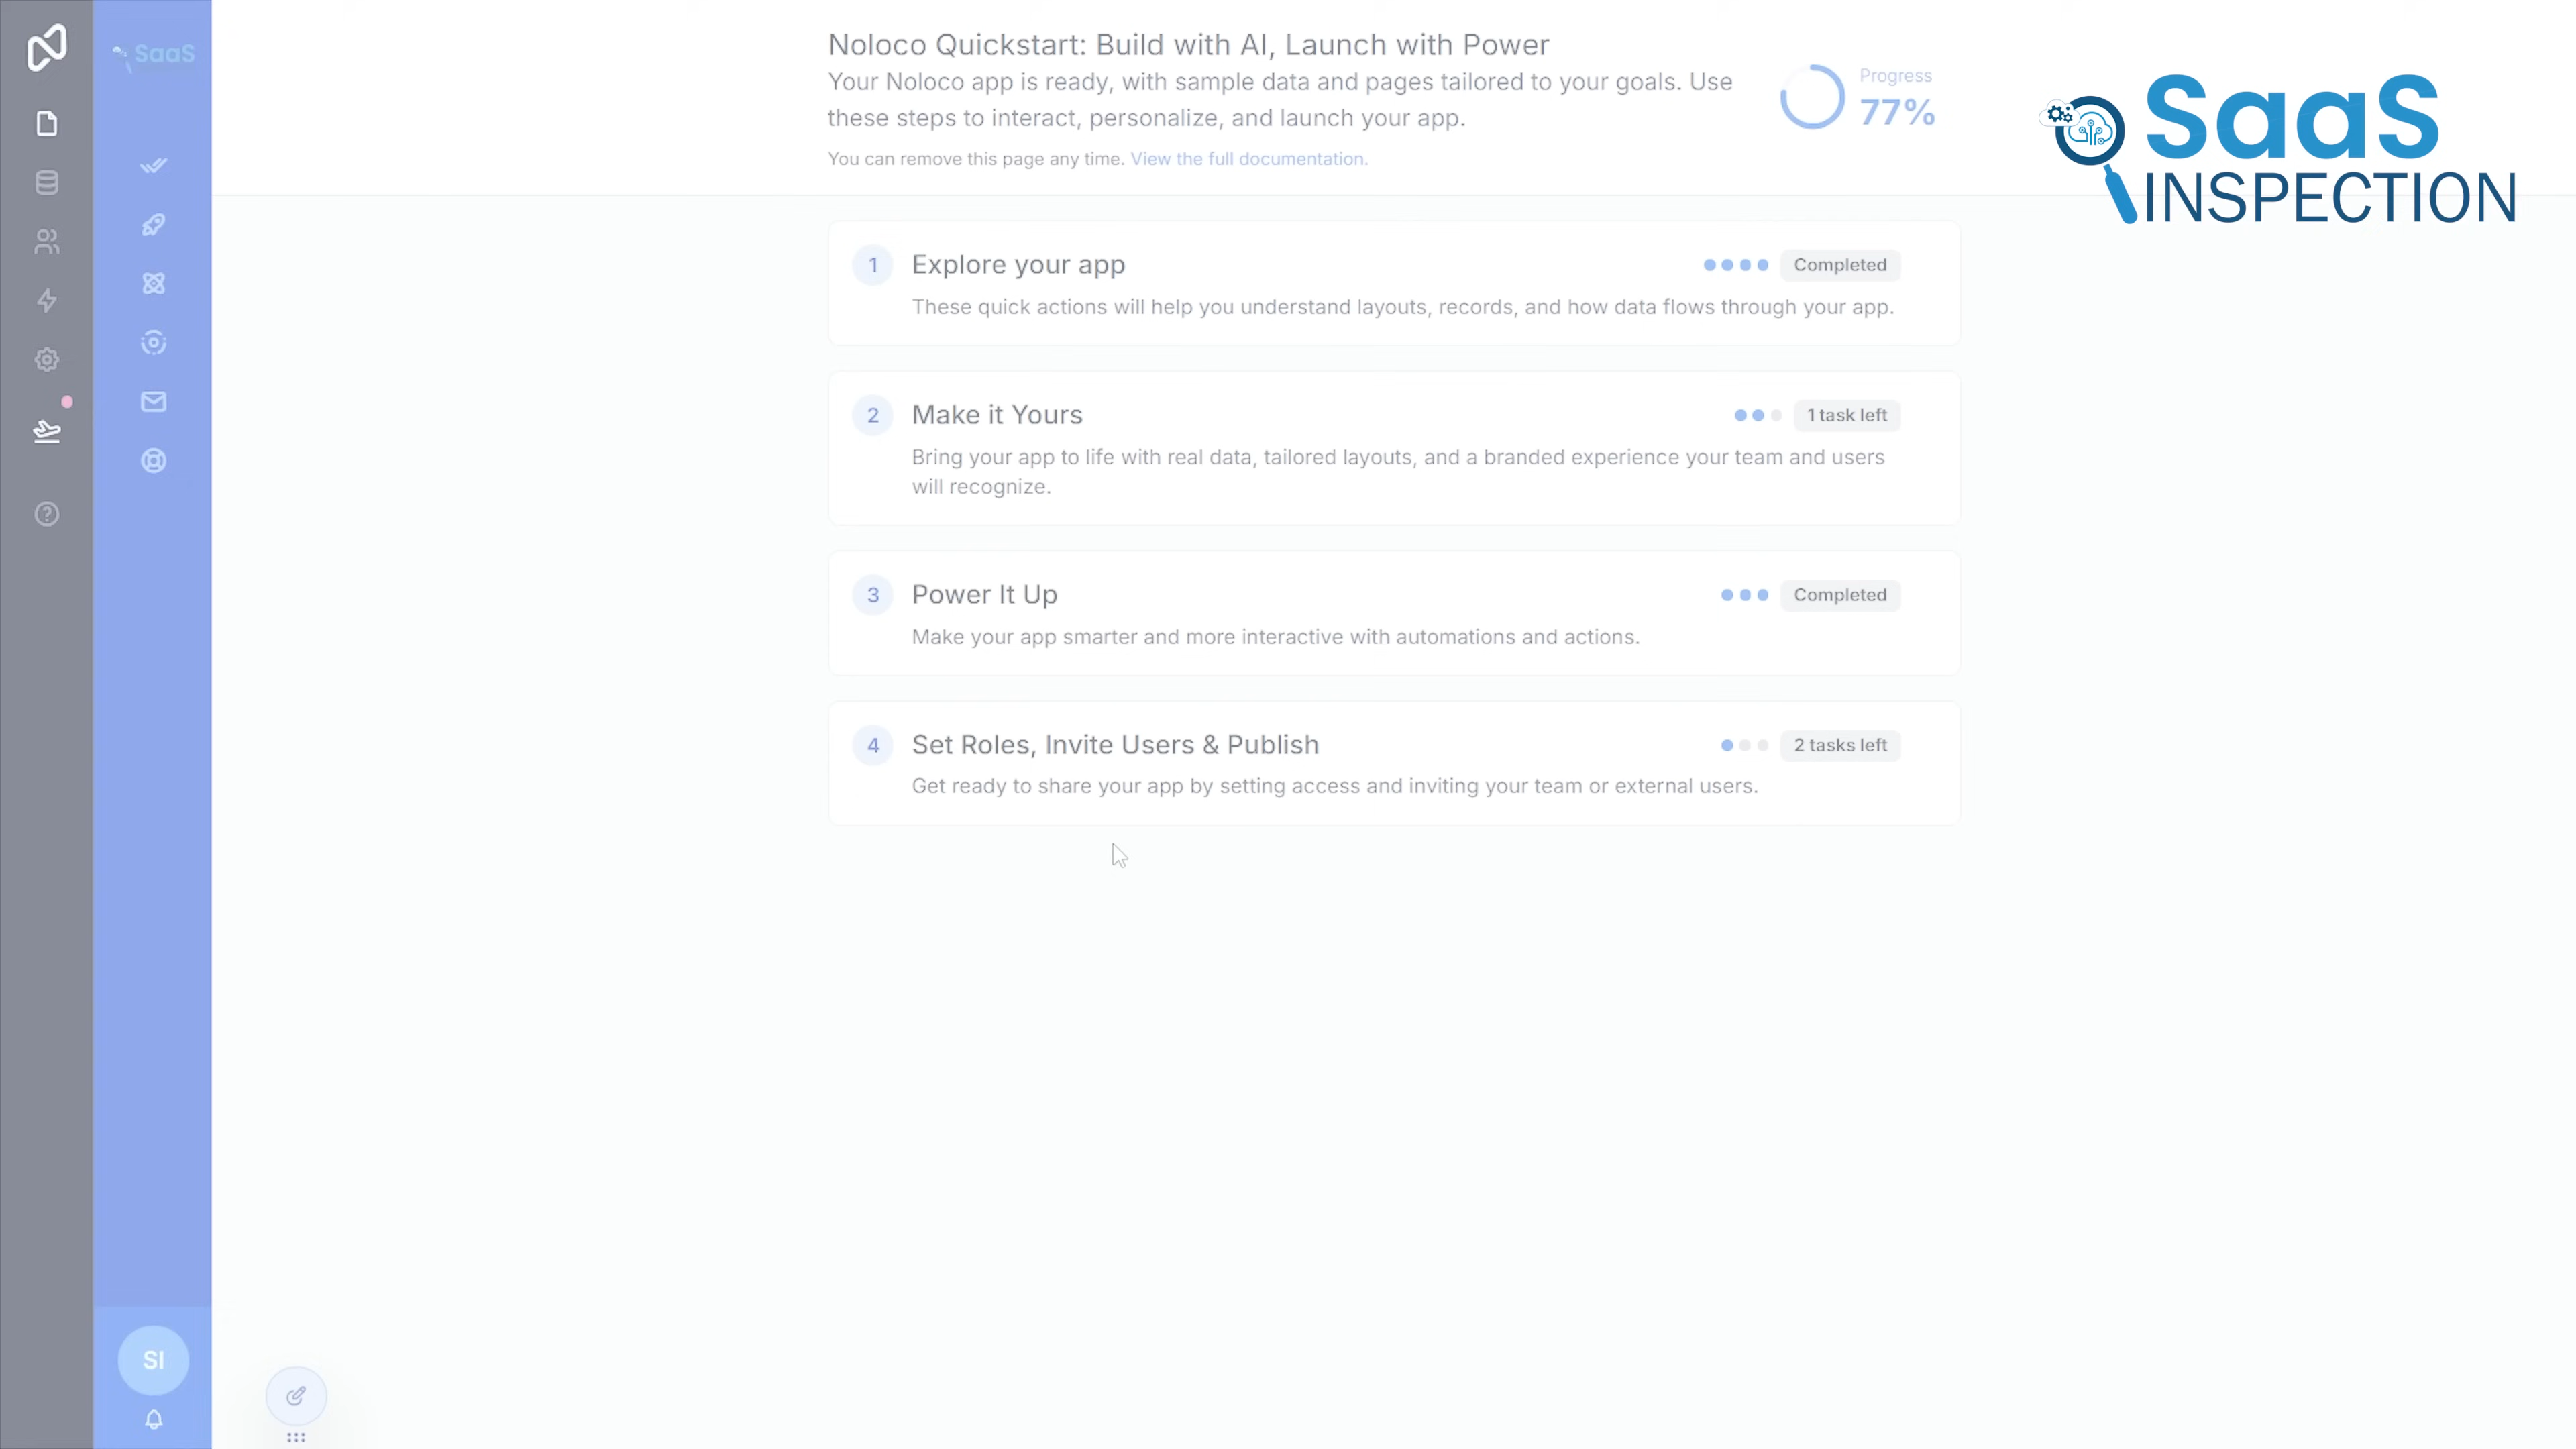 SaaS
Noloco Quickstart: Build with AI, Launch with Power
Your Noloco app is ready, with sample data and pages tailored to your goals. Use
these steps to interact, personalize, and launch your app.
You can remove this page any time. View the full documentation.
Progress
77%
SaaS
INSPECTION
1
Explore your app
Completed
These quick actions will help you understand layouts, records, and how data flows through your app.
2
Make it Yours
1 task left
Bring your app to life with real data, tailored layouts, and a branded experience your team and users
will recognize.
3
Power It Up
Completed
Make your app smarter and more interactive with automations and actions.
4
Set Roles, Invite Users & Publish
2 tasks left
Get ready to share your app by setting access and inviting your team or external users.
SI